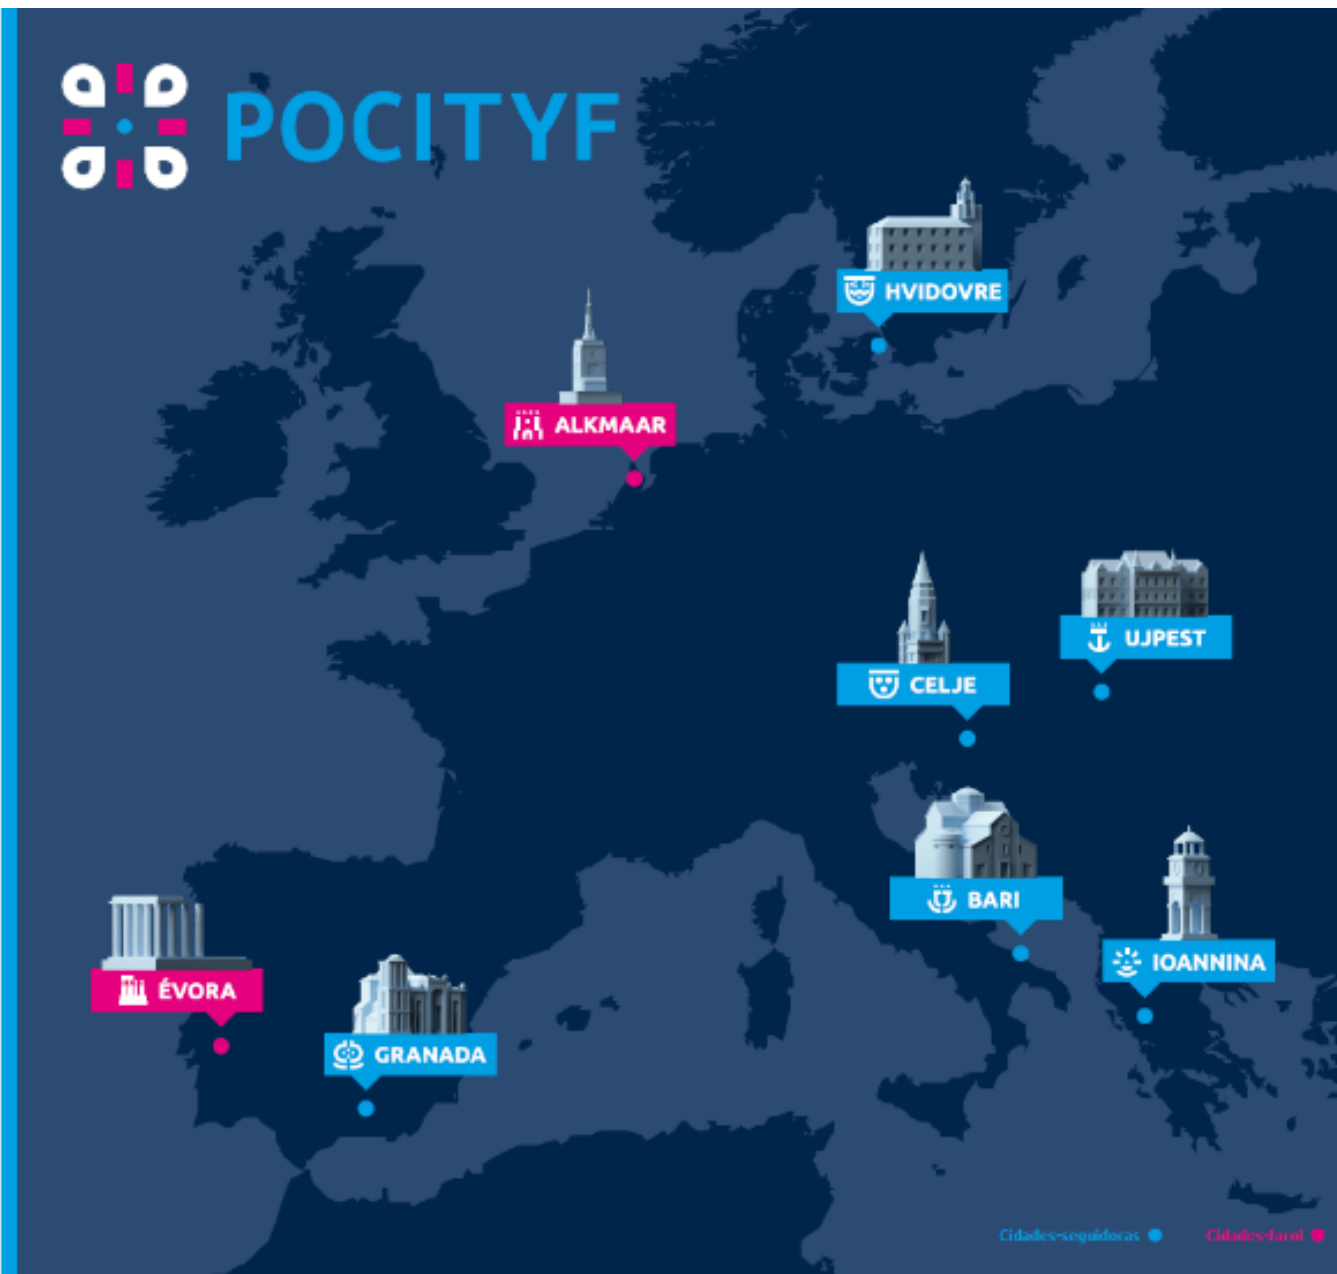 POCITYF
HVIDOVRE
ALKMAAR
UJPEST
CELJE
BARI
IOANNINA
ÉVORA
GRANADA
Cidades-seguidoras
Cidades-farol